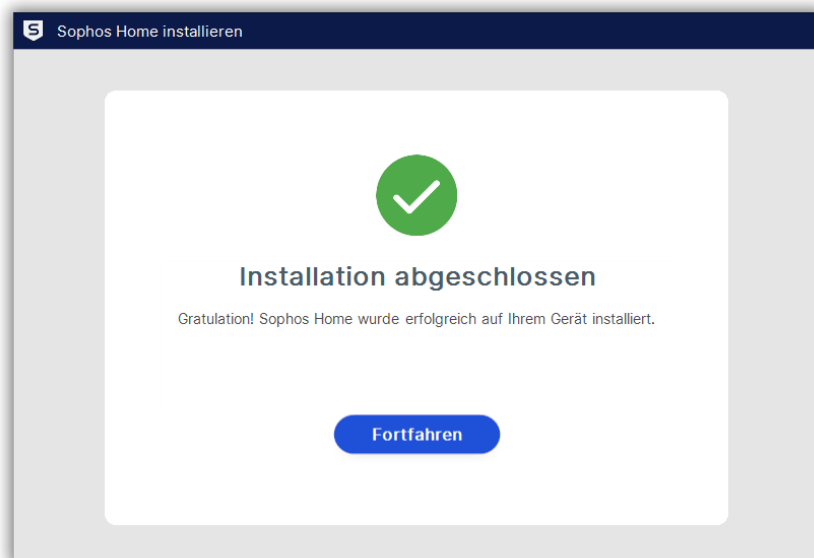 Sophos Home installieren
Installation abgeschlossen
Gratulation! Sophos Home wurde erfolgreich auf Ihrem Gerät installiert.
Fortfahren